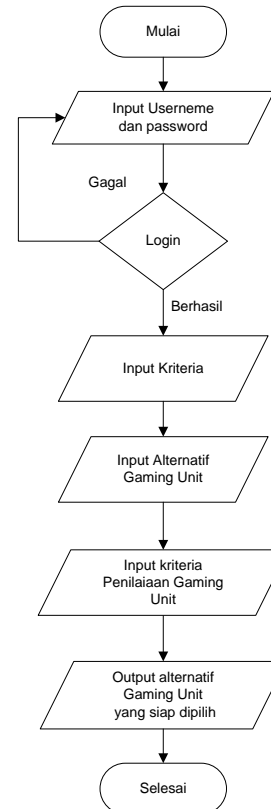 Mulai
Input Userneme
dan password
Gagal
Login
Berhasil
Input Kriteria
Input Alternatif
Gaming Unit
Input kriteria
Penilaiaan Gaming
Unit
Output alternatif
Gaming Unit
yang siap dipilih
Selesai